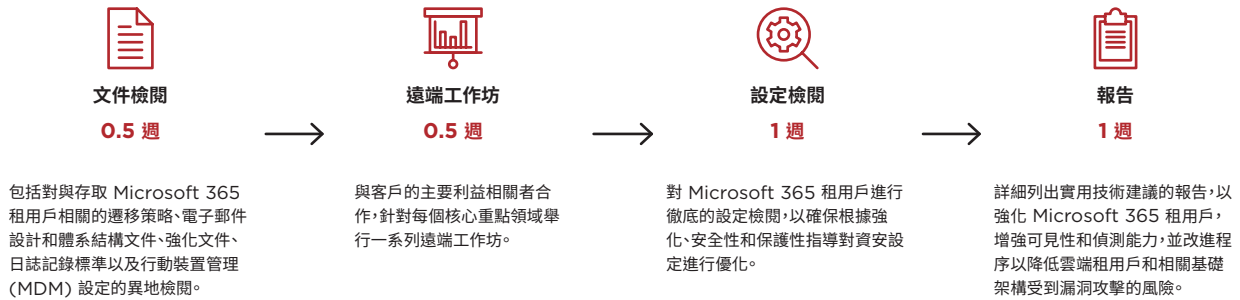 文件檢閱
0.5 週
包括對與存取 Microsoft 365
租用戶相關的遷移策略、電子郵件
設計和體系結構文件、強化文件、
日誌記錄標準以及行動裝置管理
(MDM) 設定的異地檢閱。
遠端工作坊
0.5 週
與客戶的主要利益相關者合
作，針對每個核心重點領域舉
行一系列遠端工作坊。
設定檢閱
1 週
對 Microsoft 365 租用戶進行
徹底的設定檢閱，以確保根據強
化、安全性和保護性指導對資安設
定進行優化。
報告
1 週
詳細列出實用技術建議的報告，以
強化 Microsoft 365 租用戶，
增強可見性和偵測能力，並改進程
序以降低雲端租用戶和相關基礎
架構受到漏洞攻擊的風險。